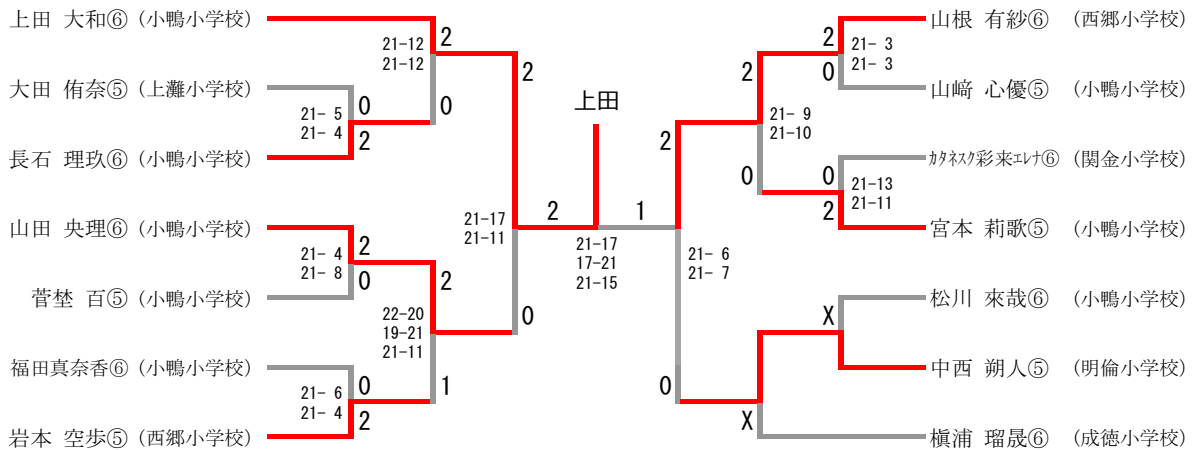 上田 大和⑥ (小鴨小学校)
大田 侑奈⑤ (上灘小学校)
長石 理玖⑥ (小鴨小学校)
山田 央理⑥ (小鴨小学校)
菅埜 百⑤ (小鴨小学校)
福田真奈香⑥ (小鴨小学校)
岩本 空歩⑤ (西郷小学校)
21-12
21-12
2
0
21- 5
21- 4
0
2
21- 4
21- 8
2
0
22-20
19-21
21-11
2
1
21- 6
21- 4
0
2
21-17
21-11
2
0
上田
2
1
21-17
17-21
21-15
2
0
21- 6
21- 7
2
0
21- 9
21-10
2
0
21- 3
21- 3
0
2
21-13
21-11
X
X
山根 有紗⑥ (西郷小学校)
山﨑 心優⑤ (小鴨小学校)
ｶﾀﾈｽｸ彩来ｴﾚﾅ⑥ (関金小学校)
宮本 莉歌⑤ (小鴨小学校)
松川 來哉⑥ (小鴨小学校)
中西 朔人⑤ (明倫小学校)
槇浦 瑠晟⑥ (成徳小学校)